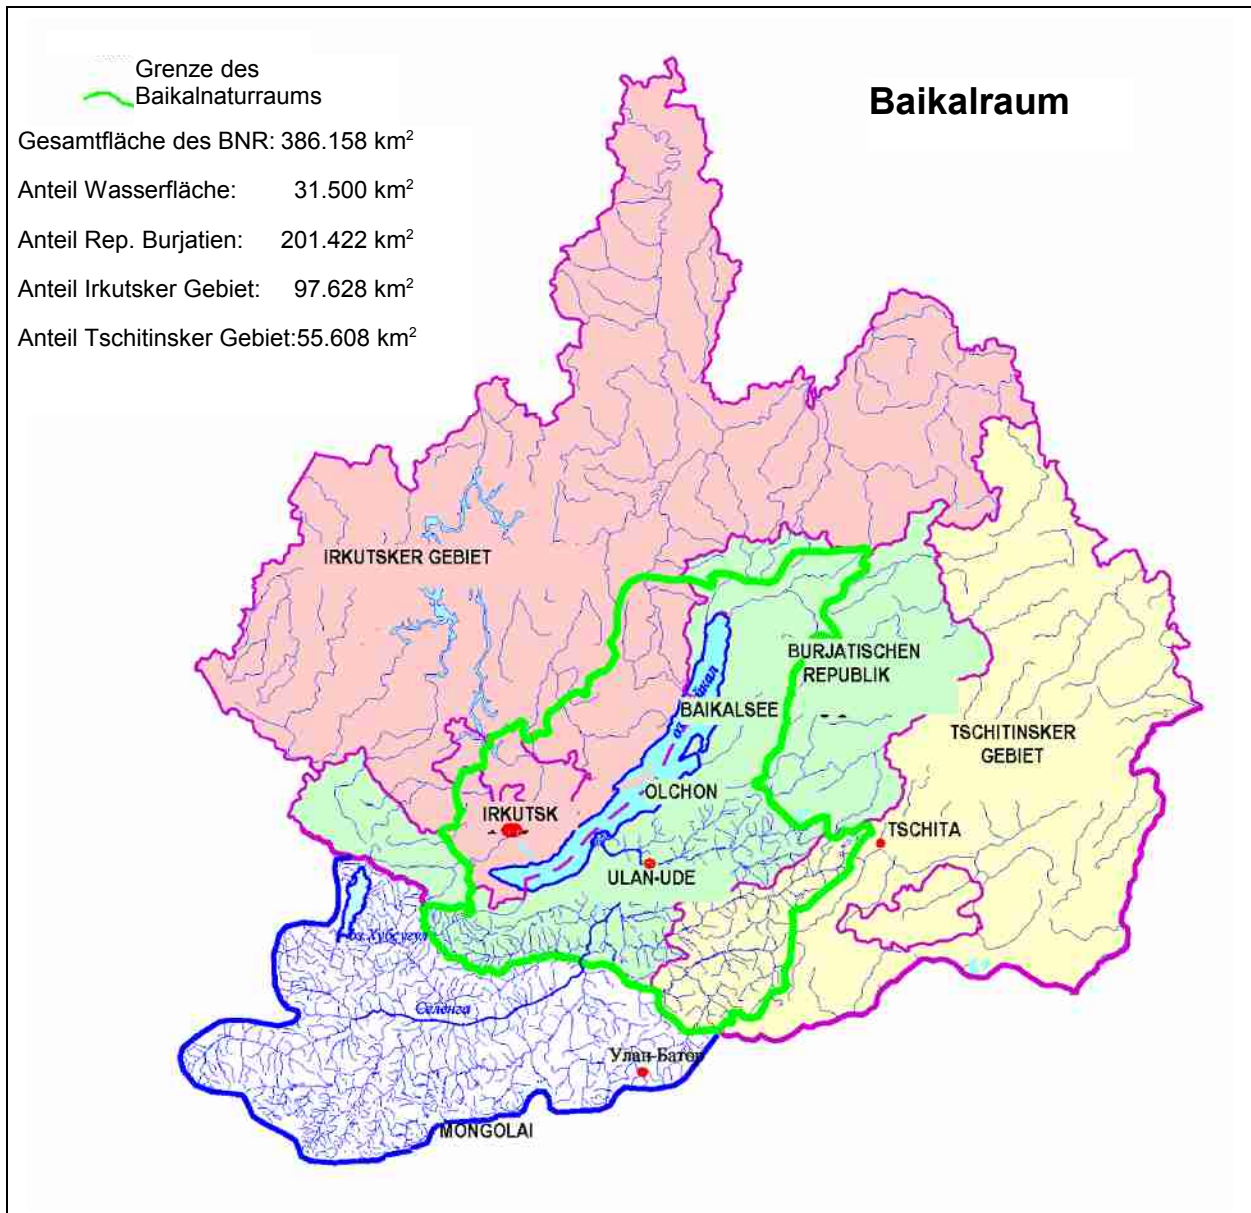 Grenze des
Baikalnaturraums
Baikalraum
Gesamtfläche des BNR: 386.158 km²
Anteil Wasserfläche: 31.500 km²
Anteil Rep. Burjatien: 201.422 km²
Anteil Irkutsker Gebiet: 97.628 km²
Anteil Tschitinsker Gebiet:55.608 km²
IRKUTSKER GEBIET
BURJATISCHEN
REPUBLIK
BAIKALSEE
TSCHITINSKER
GEBIET
OLCHON
IRKUTSK
TSCHITA
ULAN-UDE
оз.Хубсугул
Селенга
Улан-Батор
MONGOLAI